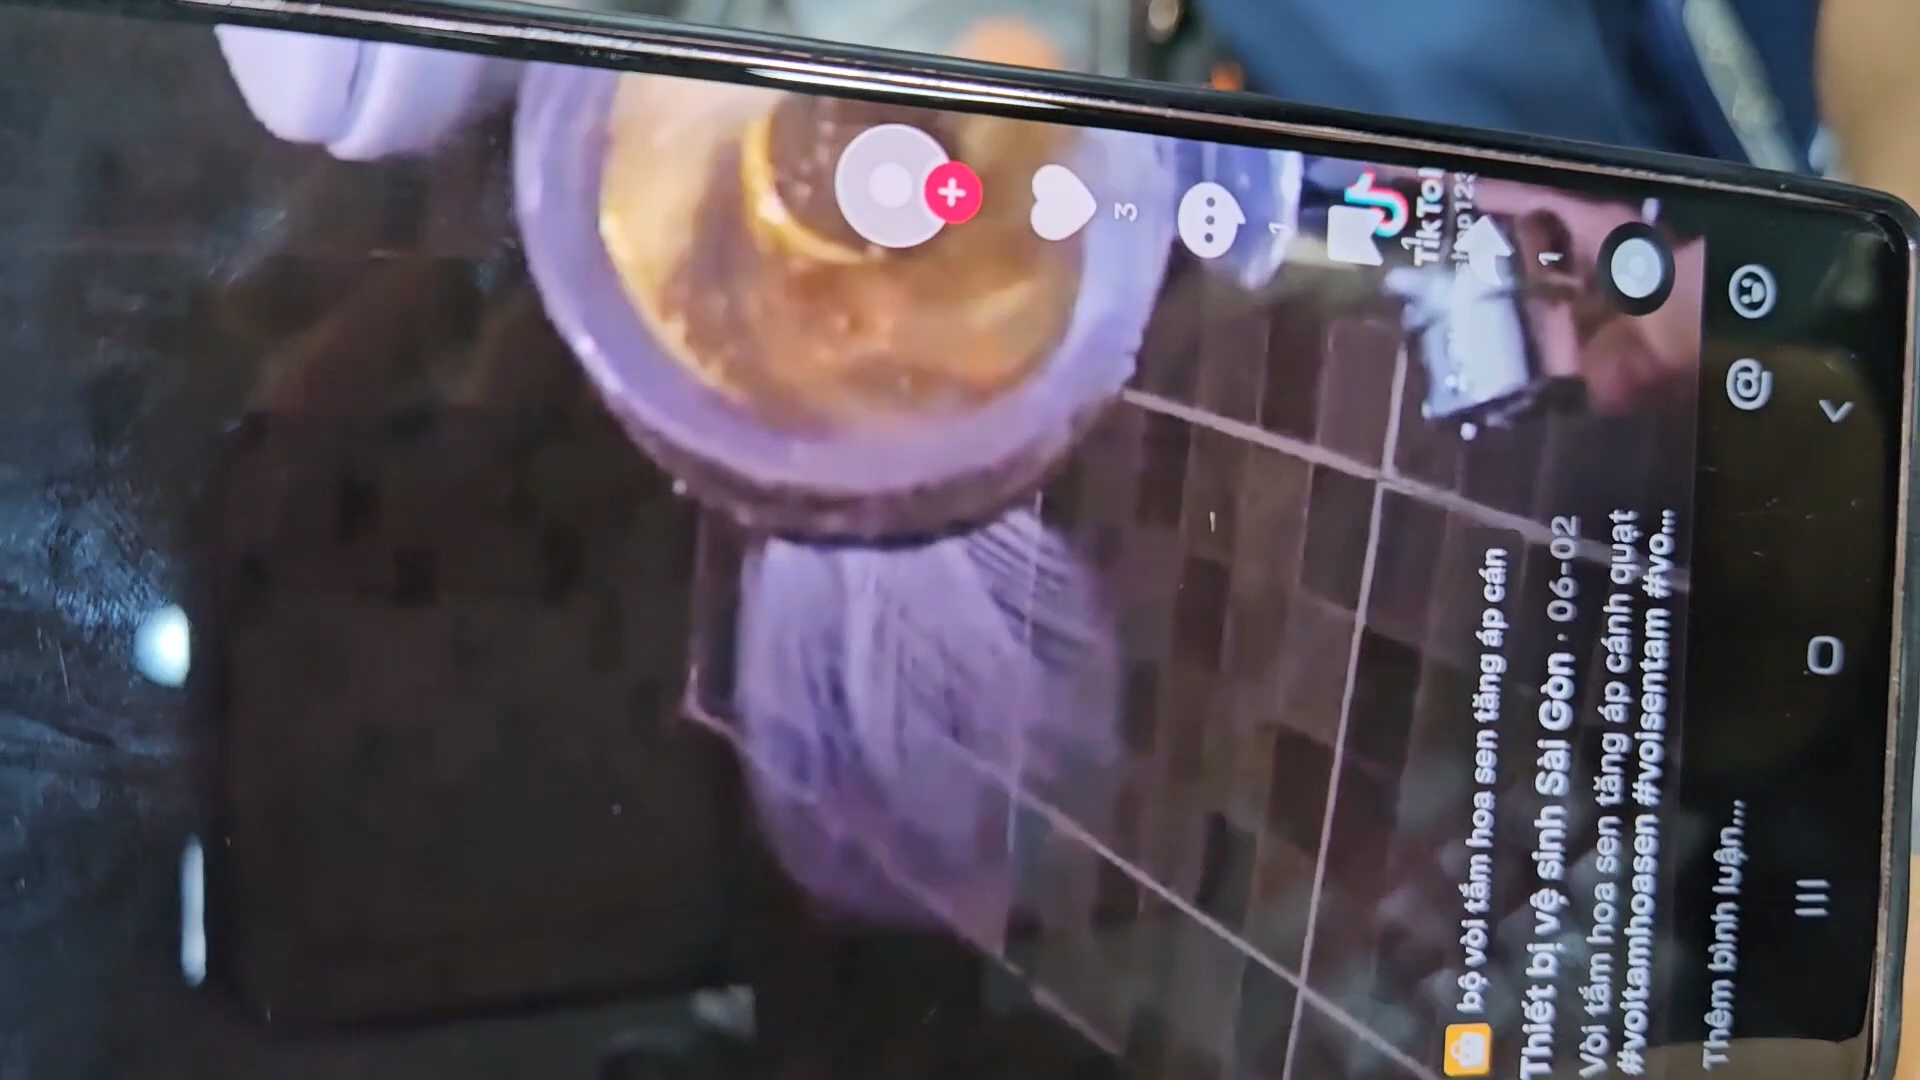 3
1
TikTok
1
1
bộ vòi tắm hoa sen tăng áp cán
Thiết bị vệ sinh Sài Gòn · 06-02
Vòi tắm hoa sen tăng áp cánh quạt
#voitamhoasen #voisentam #vo...
Thêm bình luận...
@